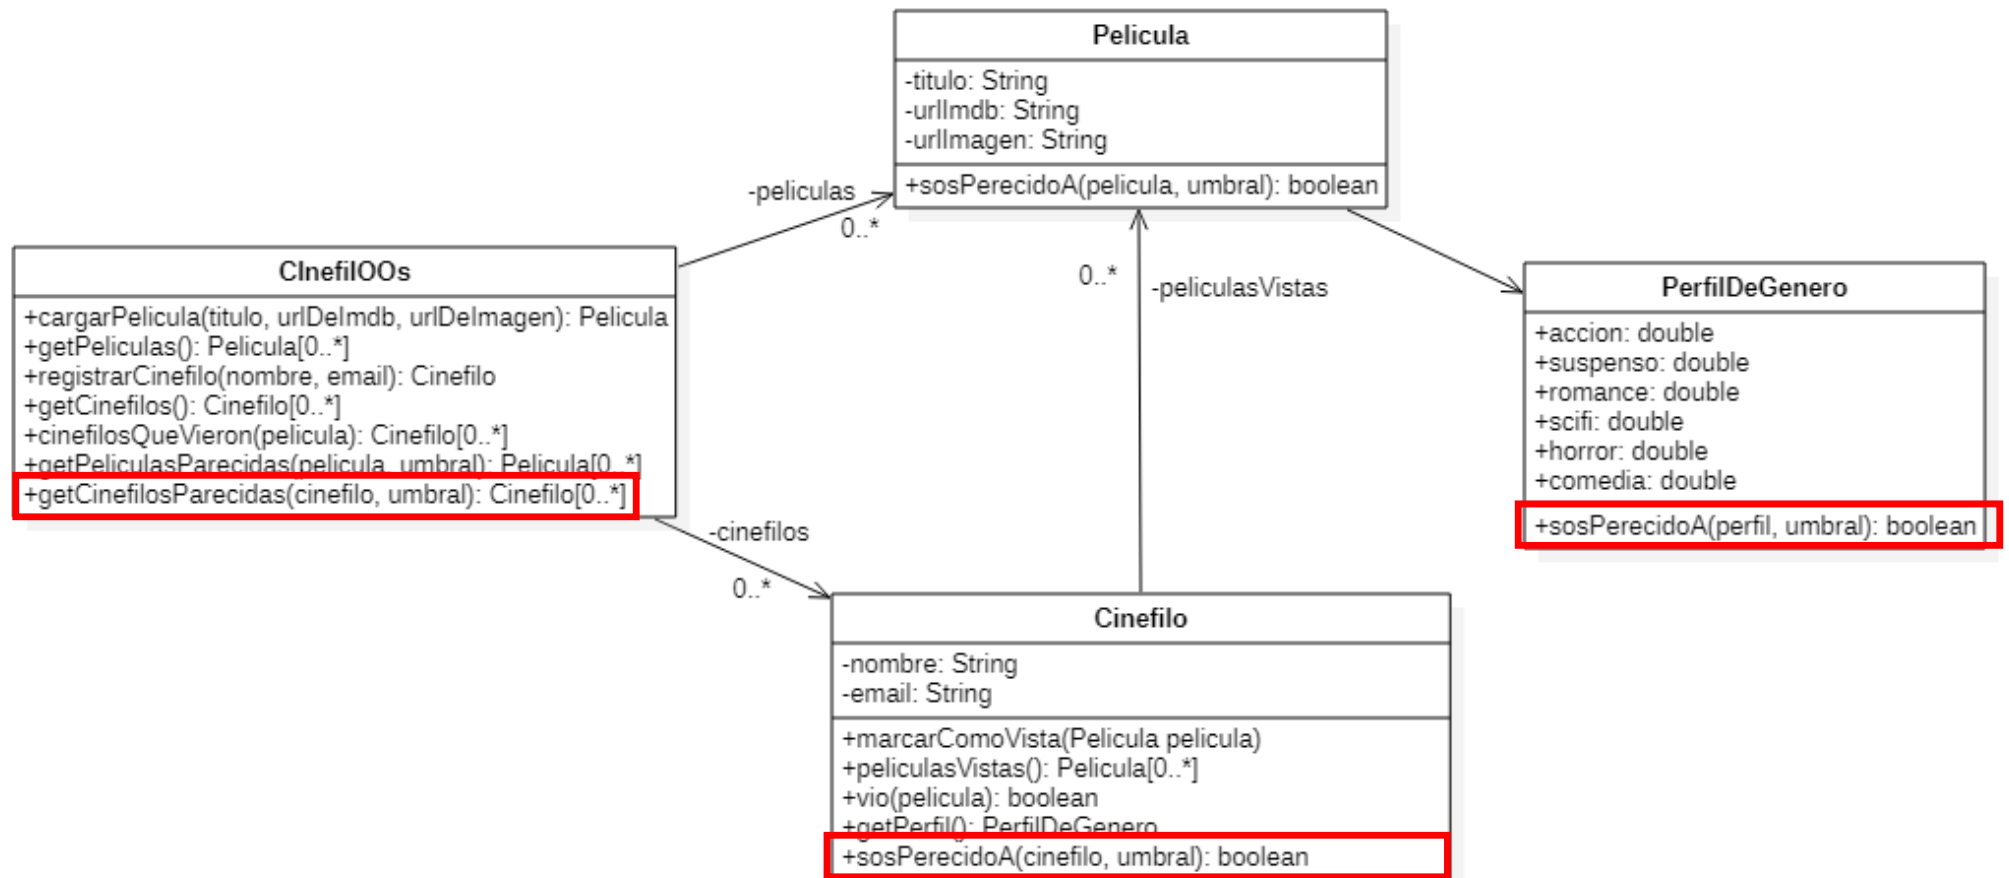 Pelicula
-titulo: String
-urlImdb: String
-urlImagen: String
+sosPerecidoA(pelicula, umbral): boolean
-peliculas
0..*
CInefilOOs
+cargarPelicula(titulo, urlDeImdb, urlDeImagen): Pelicula
+getPeliculas(): Pelicula[0..*]
+registrarCinefilo(nombre, email): Cinefilo
+getCinefilos(): Cinefilo[0..*]
+cinefilosQueVieron(pelicula): Cinefilo[0..*]
+getPeliculasParecidas(pelicula, umbral): Pelicula[0..*]
+getCinefilosParecidas(cinefilo, umbral): Cinefilo[0..*]
0..*
-peliculasVistas
PerfilDeGenero
+accion: double
+suspenso: double
+romance: double
+scifi: double
+horror: double
+comedia: double
+sosPerecidoA(perfil, umbral): boolean
-cinefilos
0..*
Cinefilo
-nombre: String
-email: String
+marcarComoVista(Pelicula pelicula)
+peliculasVistas(): Pelicula[0..*]
+vio(pelicula): boolean
+getPerfil(): PerfilDeGenero
+sosPerecidoA(cinefilo, umbral): boolean